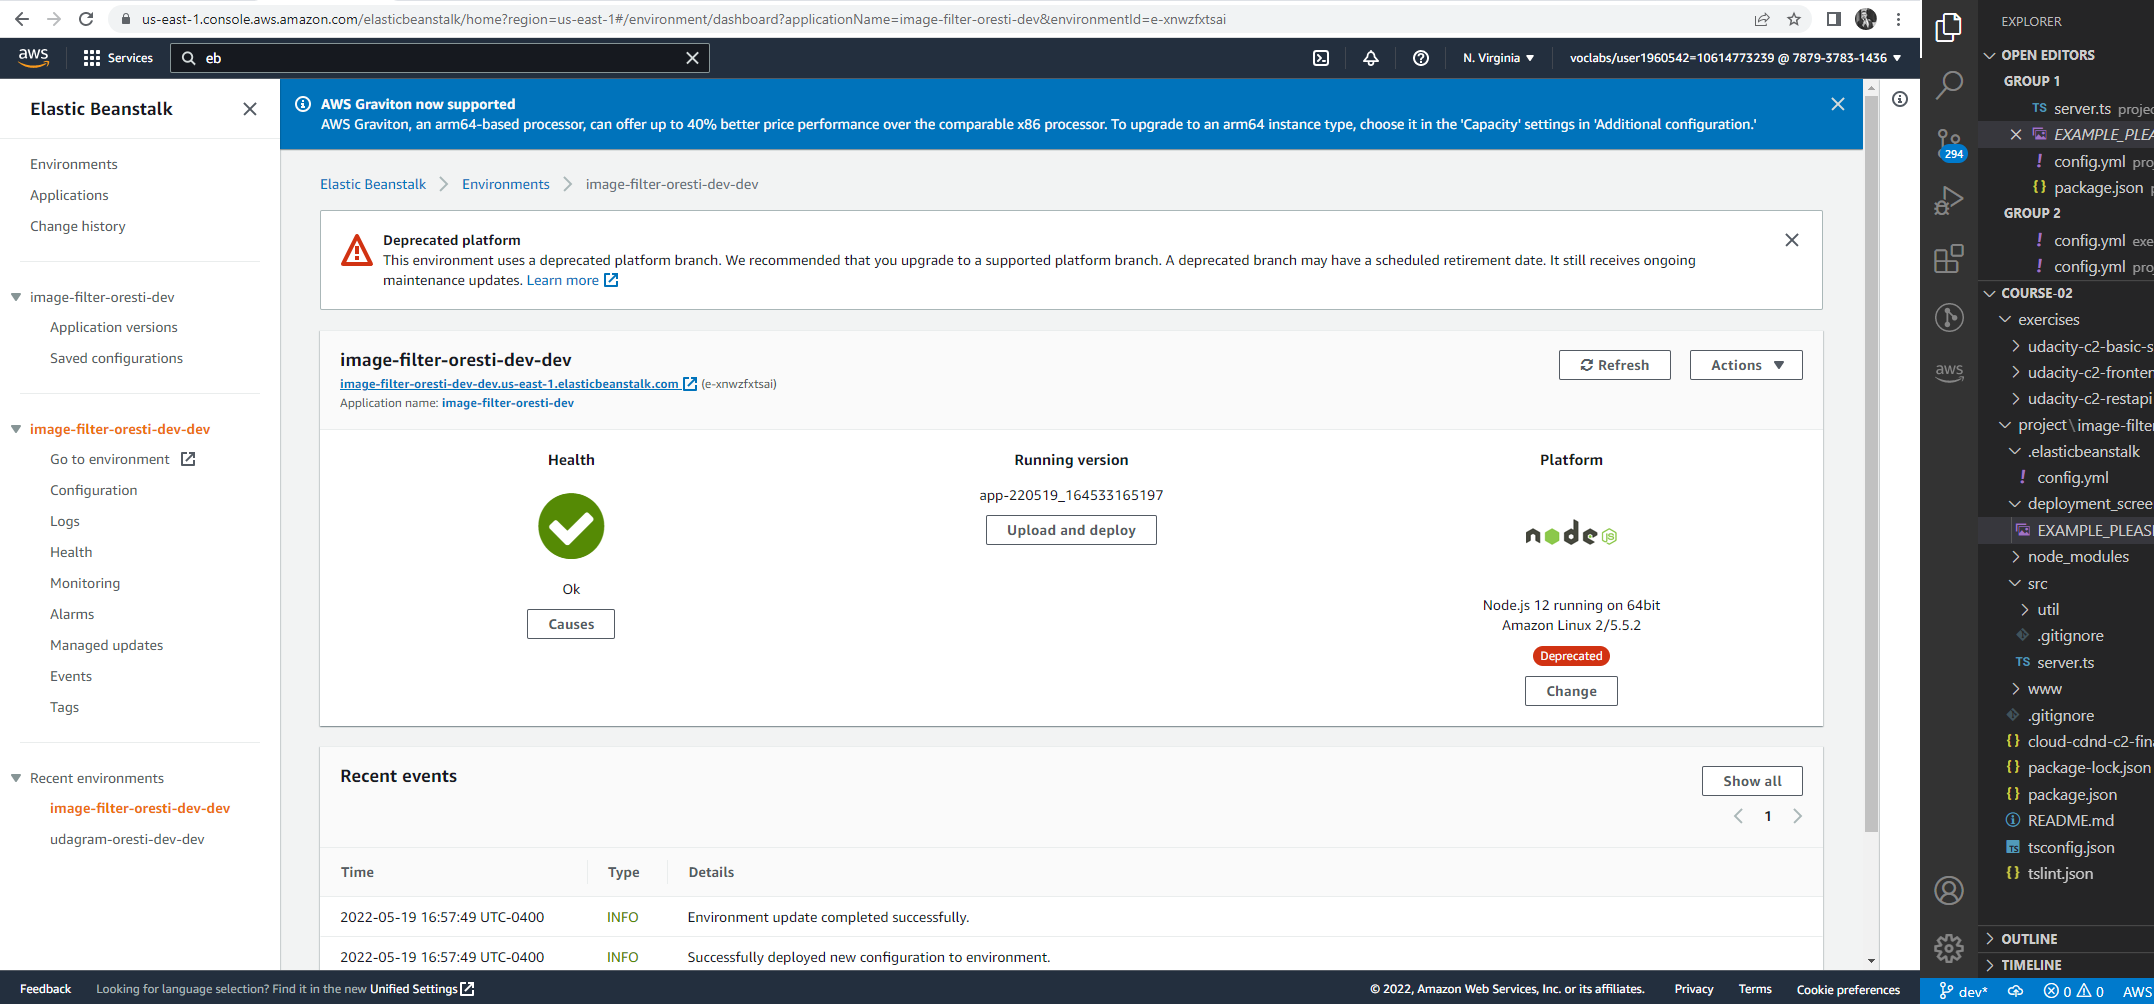 us-east-1.console.aws.amazon.com/elasticbeanstalk/home?region=us-east-1#/environment/dashboard?applicationName=image-filter-oresti-dev&environmentId=e-xnwzfxtsai
aws
Services
eb
N. Virginia
voclabs/user1960542=10614773239 @ 7879-3783-1436
Elastic Beanstalk
Environments
Applications
Change history
image-filter-oresti-dev
Application versions
Saved configurations
image-filter-oresti-dev-dev
Go to environment
Configuration
Logs
Health
Monitoring
Alarms
Managed updates
Events
Tags
Recent environments
image-filter-oresti-dev-dev
udagram-oresti-dev-dev
AWS Graviton now supported
AWS Graviton, an arm64-based processor, can offer up to 40% better price performance over the comparable x86 processor. To upgrade to an arm64 instance type, choose it in the 'Capacity' settings in 'Additional configuration.'
Elastic Beanstalk
Environments
image-filter-oresti-dev-dev
Deprecated platform
This environment uses a deprecated platform branch. We recommended that you upgrade to a supported platform branch. A deprecated branch may have a scheduled retirement date. It still receives ongoing
maintenance updates. Learn more
image-filter-oresti-dev-dev
image-filter-oresti-dev-dev.us-east-1.elasticbeanstalk.com (e-xnwzfxtsai)
Application name: image-filter-oresti-dev
Refresh
Actions
Health
Ok
Causes
Running version
app-220519_164533165197
Upload and deploy
Platform
node
JS
Node.js 12 running on 64bit
Amazon Linux 2/5.5.2
Deprecated
Change
Recent events
Show all
1
Time Type Details
2022-05-19 16:57:49 UTC-0400 INFO Environment update completed successfully.
2022-05-19 16:57:49 UTC-0400 INFO Successfully deployed new configuration to environment.
Feedback
Looking for language selection? Find it in the new Unified Settings
© 2022, Amazon Web Services, Inc. or its affiliates.
Privacy
Terms
Cookie preferences
294
aws
EXPLORER
OPEN EDITORS
GROUP 1
TS server.ts projec
EXAMPLE_PLEA
! config.yml proj
{} package.json p
GROUP 2
! config.yml exe
! config.yml proj
COURSE-02
exercises
udacity-c2-basic-s
udacity-c2-fronten
udacity-c2-restapi
project\image-filte
.elasticbeanstalk
! config.yml
deployment_scree
EXAMPLE_PLEASE
node_modules
src
util
.gitignore
TS server.ts
www
.gitignore
{} cloud-cdnd-c2-fina
{} package-lock.json
{} package.json
README.md
TS tsconfig.json
{} tslint.json
OUTLINE
TIMELINE
dev*
0
0
AWS